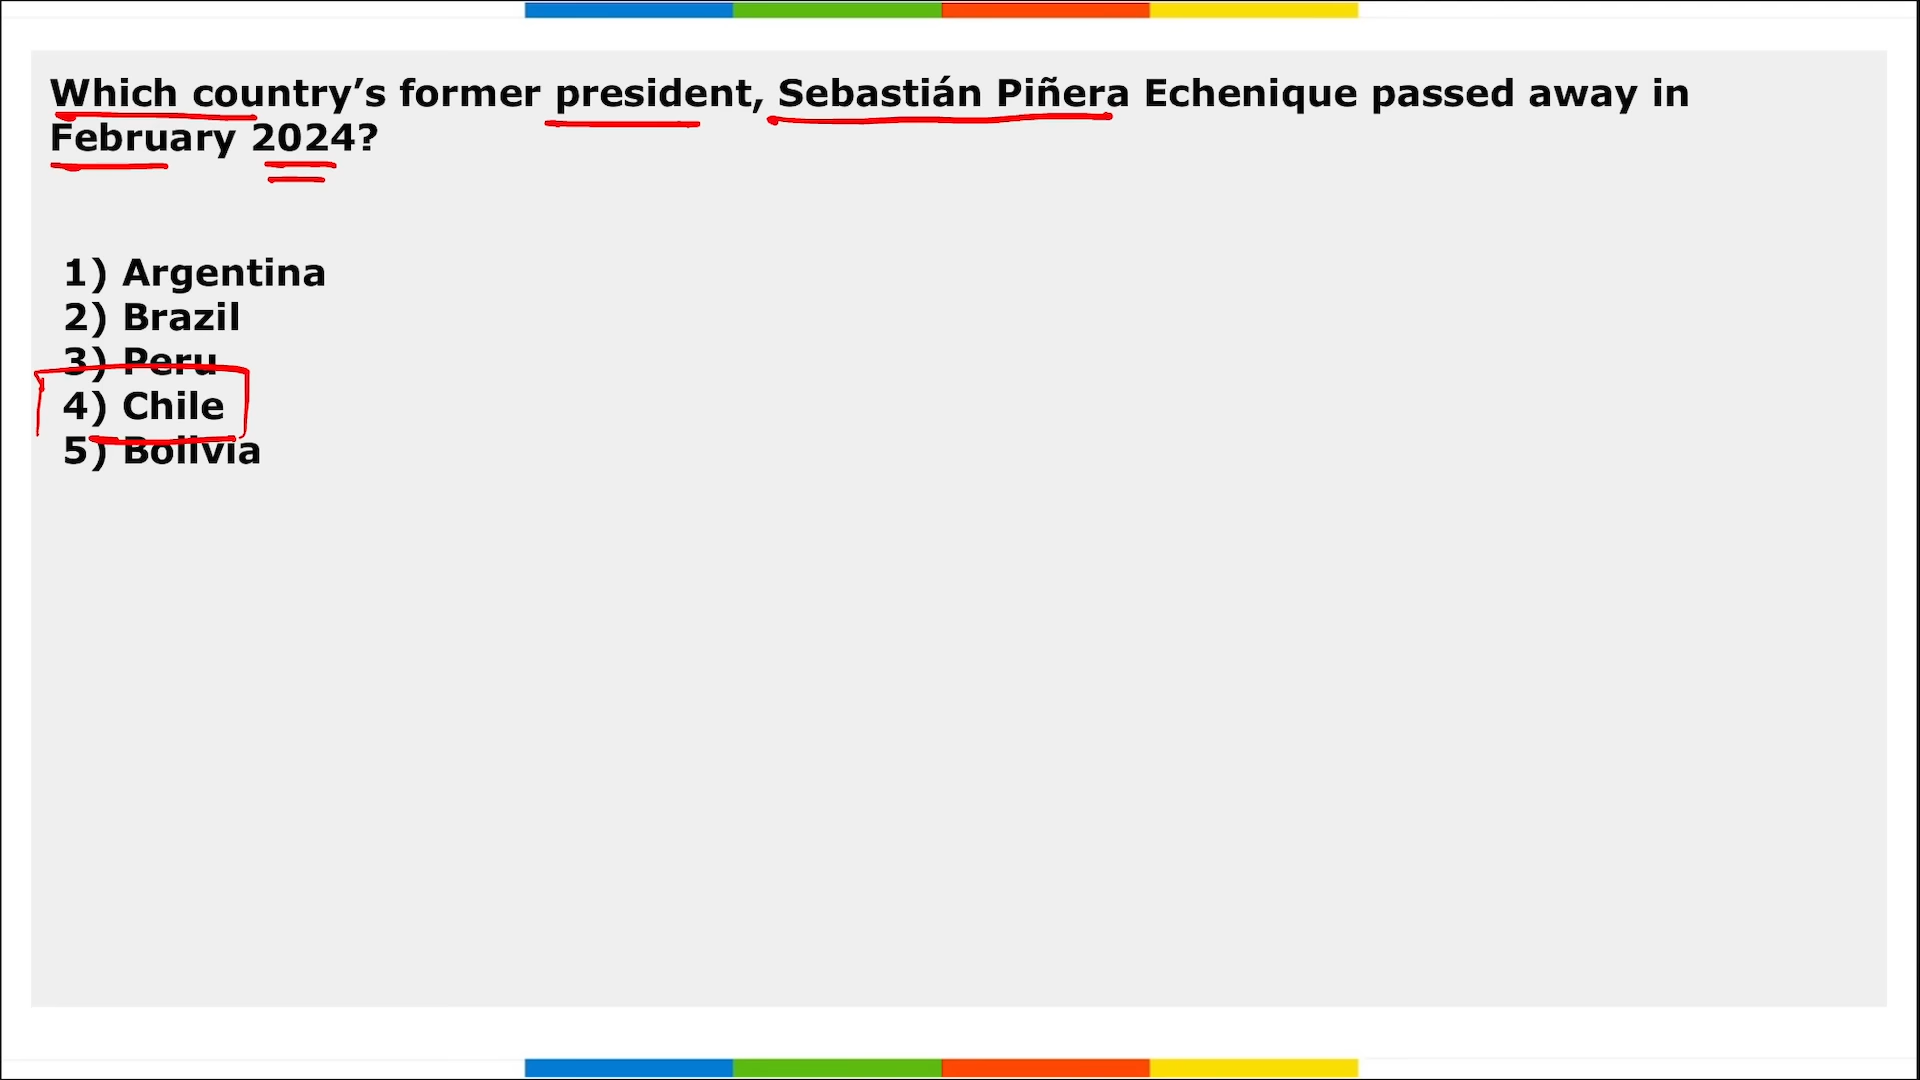 Which country’s former president, Sebastián Piñera Echenique passed away in
February 2024?
1) Argentina
2) Brazil
3) Peru
4) Chile
5) Bolivia